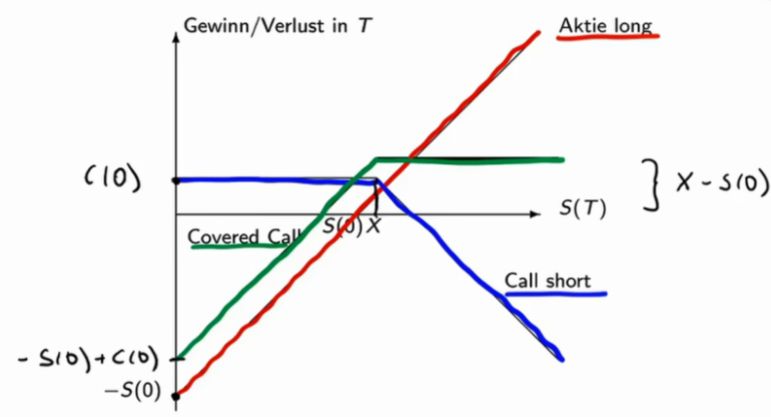 Gewinn/Verlust in T
Aktie long
C(0)
} X - S(0)
S(T)
S(0) X
Covered Call
Call short
- S(0) + C(0)
−S(0)